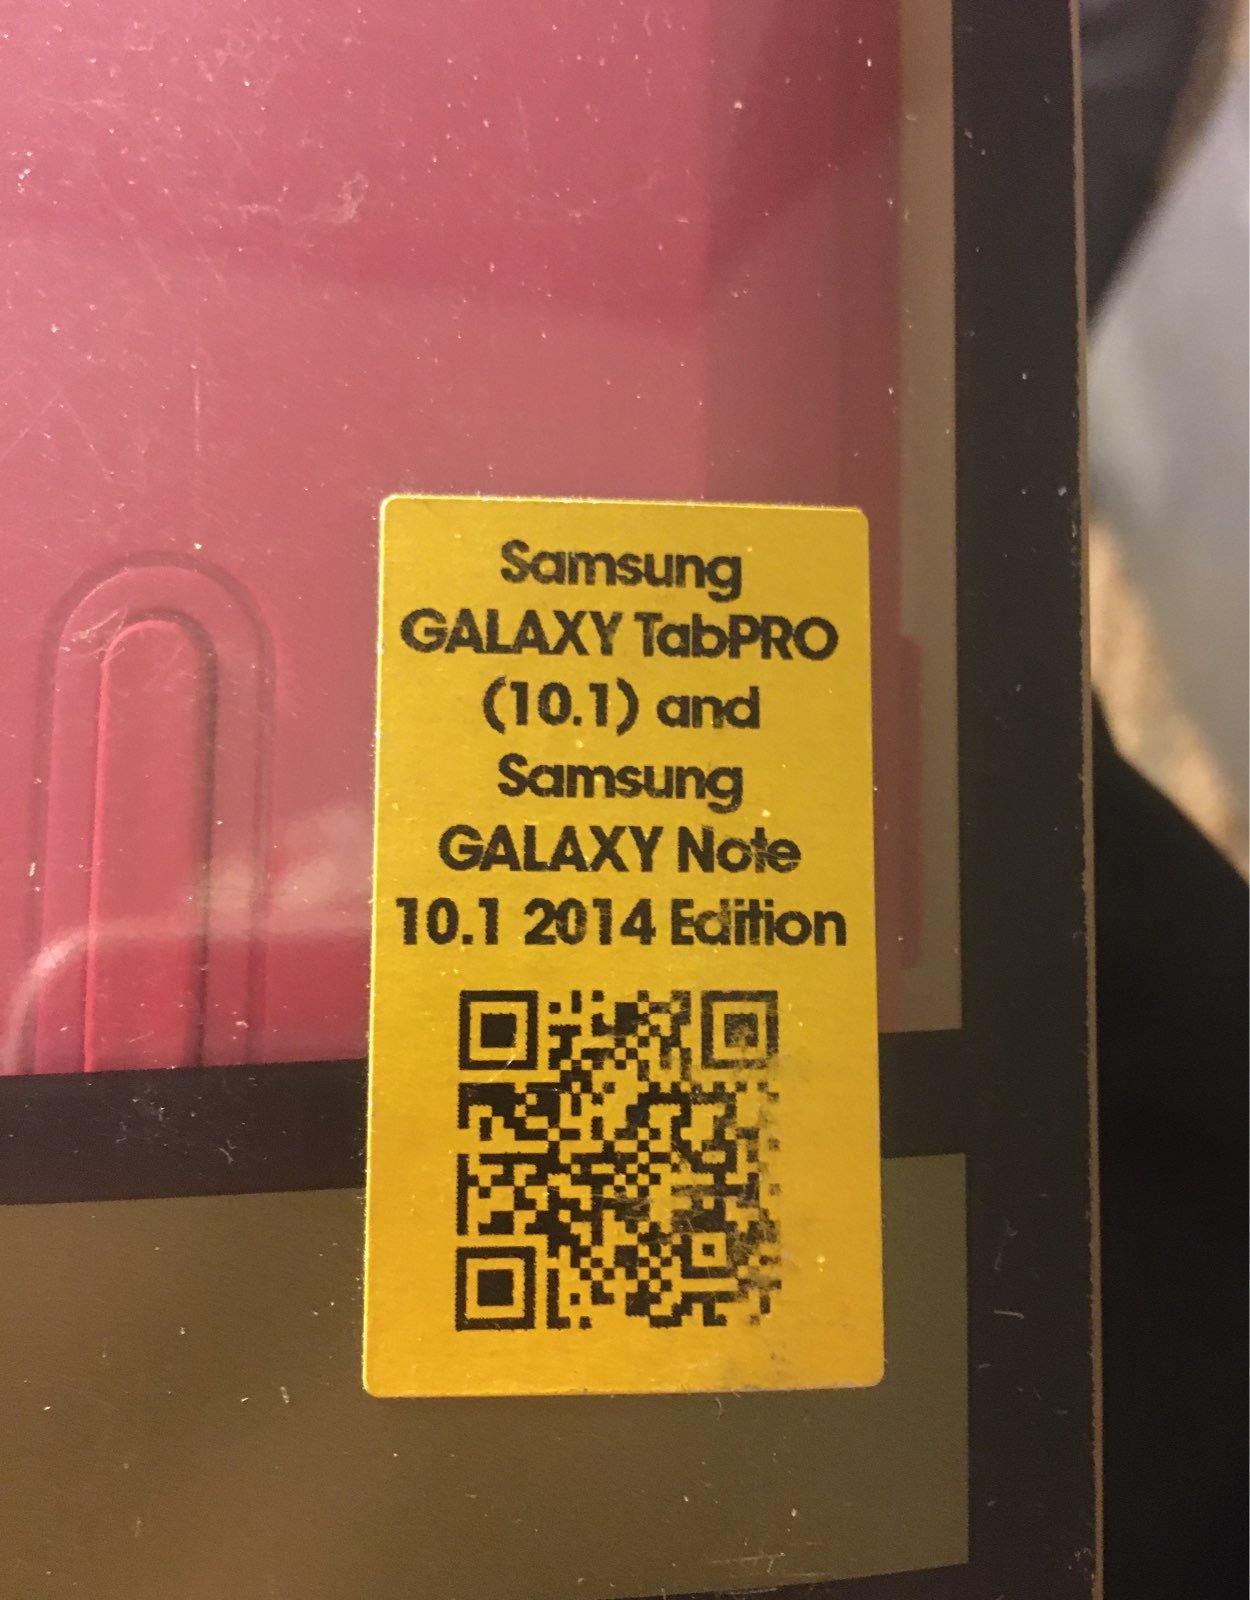 Samsung
GALAXY TabPRO
(10.1) and
Samsung
GALAXY Note
10.1 2014 Edition